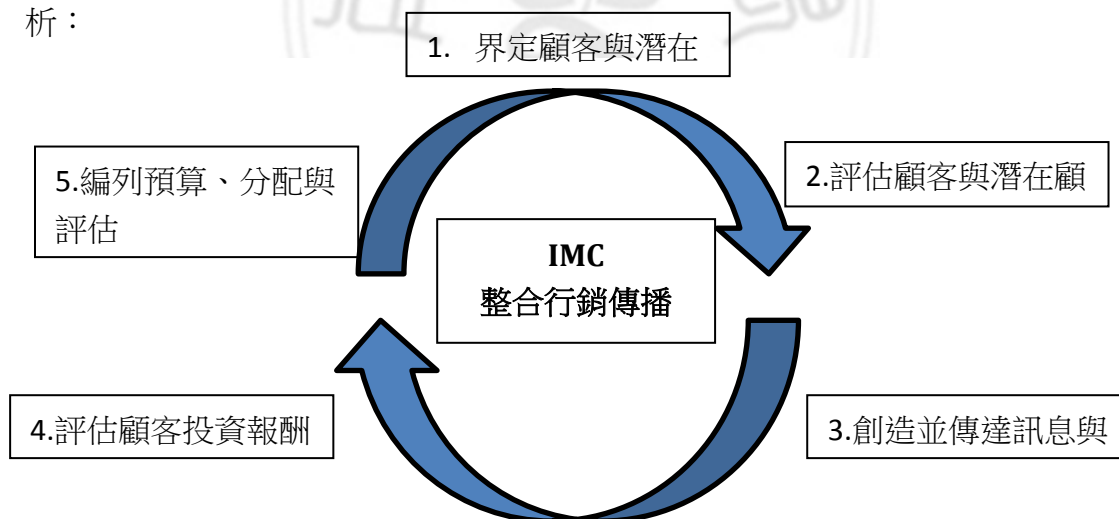 析：
1. 界定顧客與潛在
5.編列預算、分配與
評估
2.評估顧客與潛在顧
IMC
整合行銷傳播
4.評估顧客投資報酬
3.創造並傳達訊息與